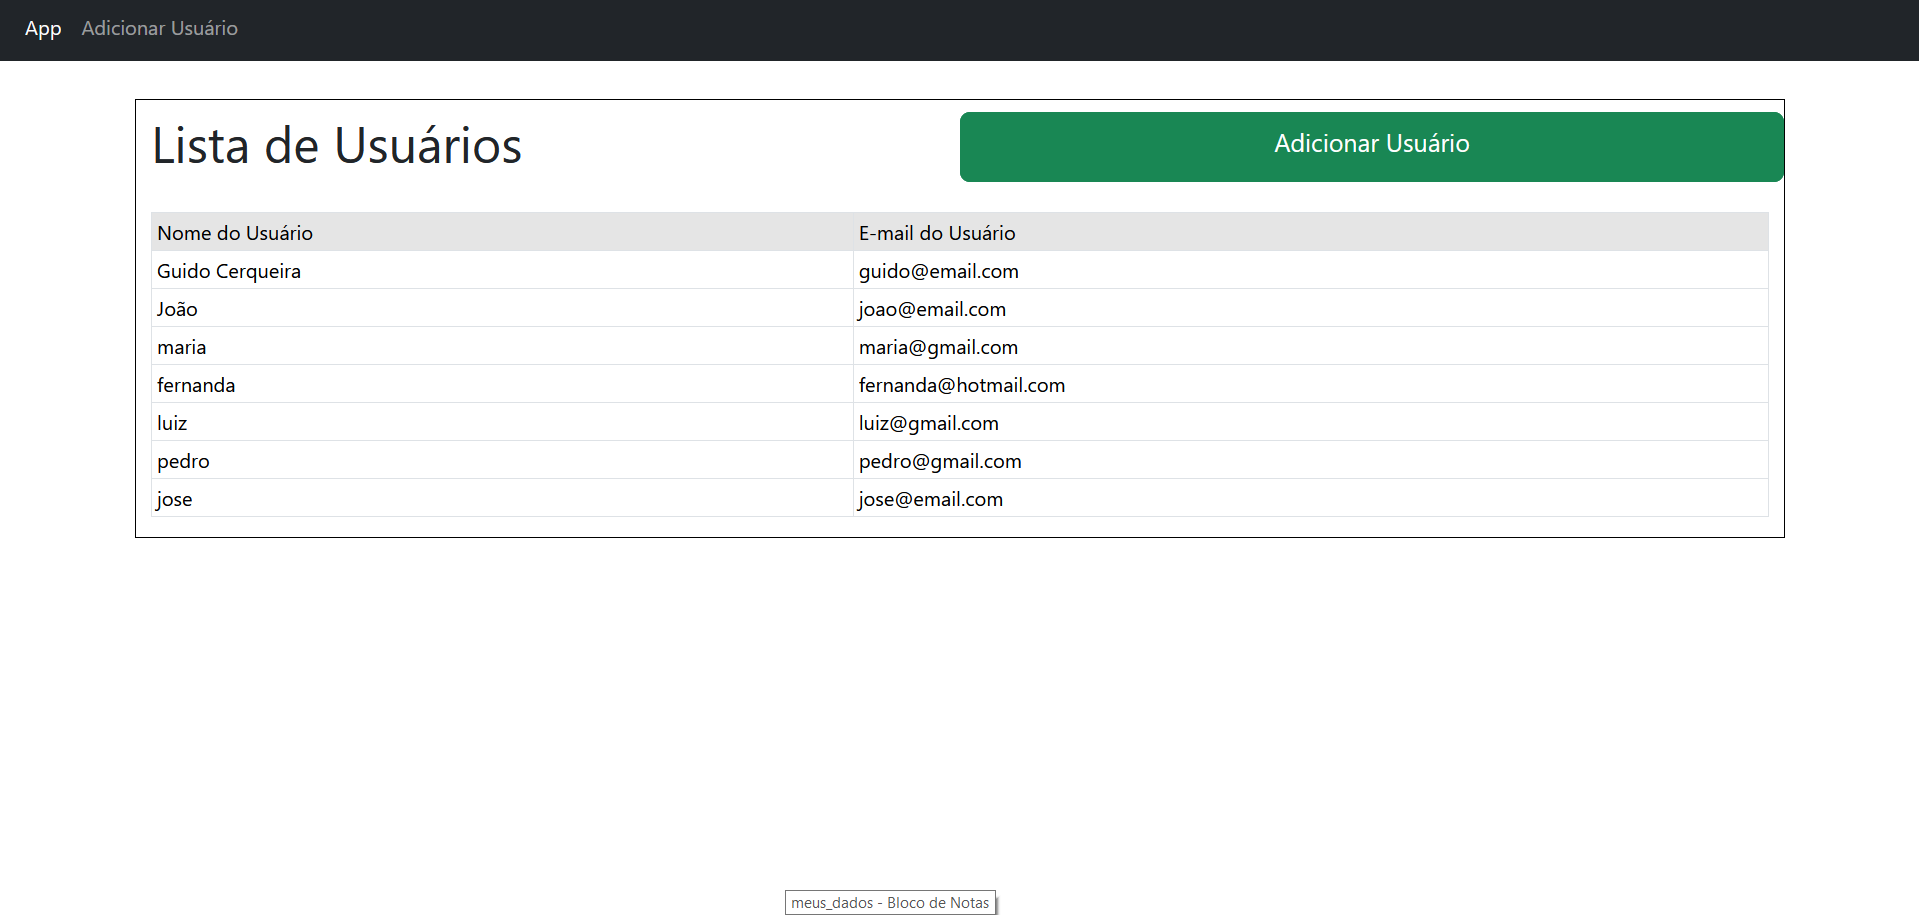 App Adicionar Usuário
Lista de Usuários
Adicionar Usuário
Nome do Usuário E-mail do Usuário
Guido Cerqueira guido@email.com
João joao@email.com
maria maria@gmail.com
fernanda fernanda@hotmail.com
luiz luiz@gmail.com
pedro pedro@gmail.com
jose jose@email.com
meus_dados - Bloco de Notas